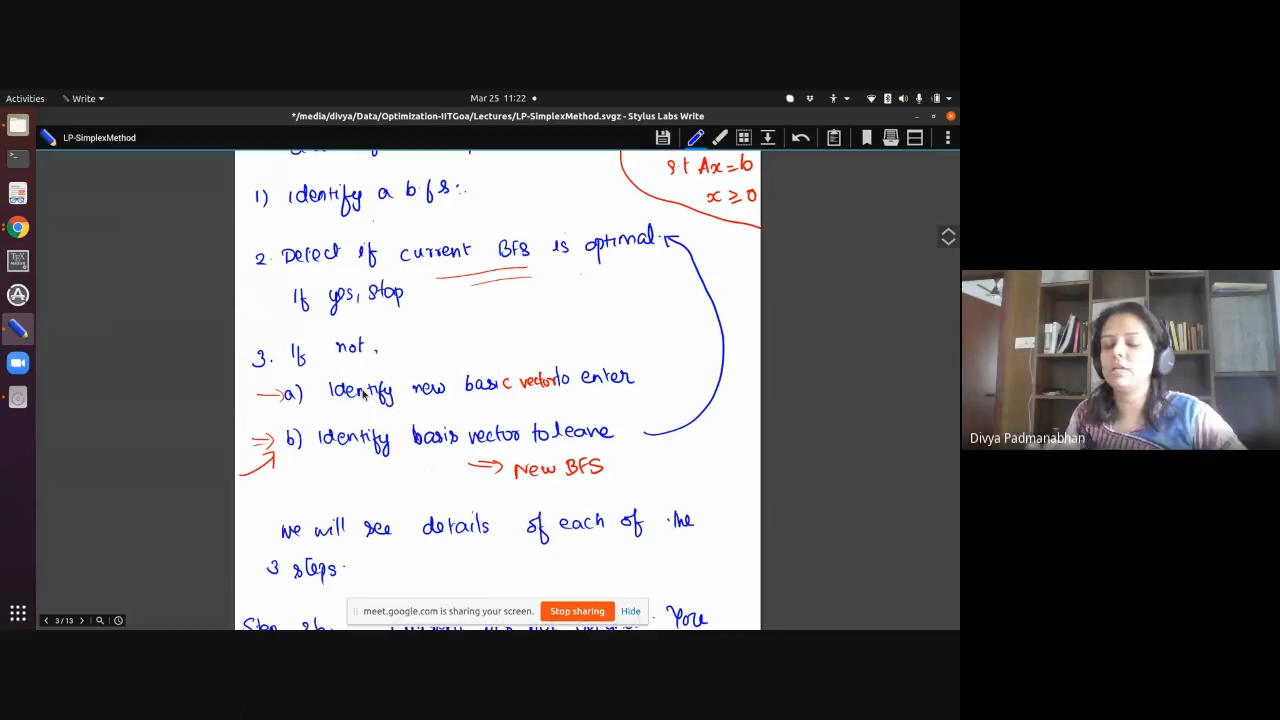 Activities
Write
Mar 25 11:22
*/media/divya/Data/Optimization-IITGoa/Lectures/LP-SimplexMethod.svgz - Stylus Labs Write
LP-SimplexMethod
s.t Ax = b
x ≥ 0
1) Identify a bfs:.
2. Detect if current BFS is optimal.
If yes, stop
3. If not,
→ a) Identify new basic vector to enter
⇒ b) Identify basis vector to leave
⇒ New BFS
We will see details of each of the
3 steps.
meet.google.com is sharing your screen.
Stop sharing
Hide
You
3 / 13
Divya Padmanabhan